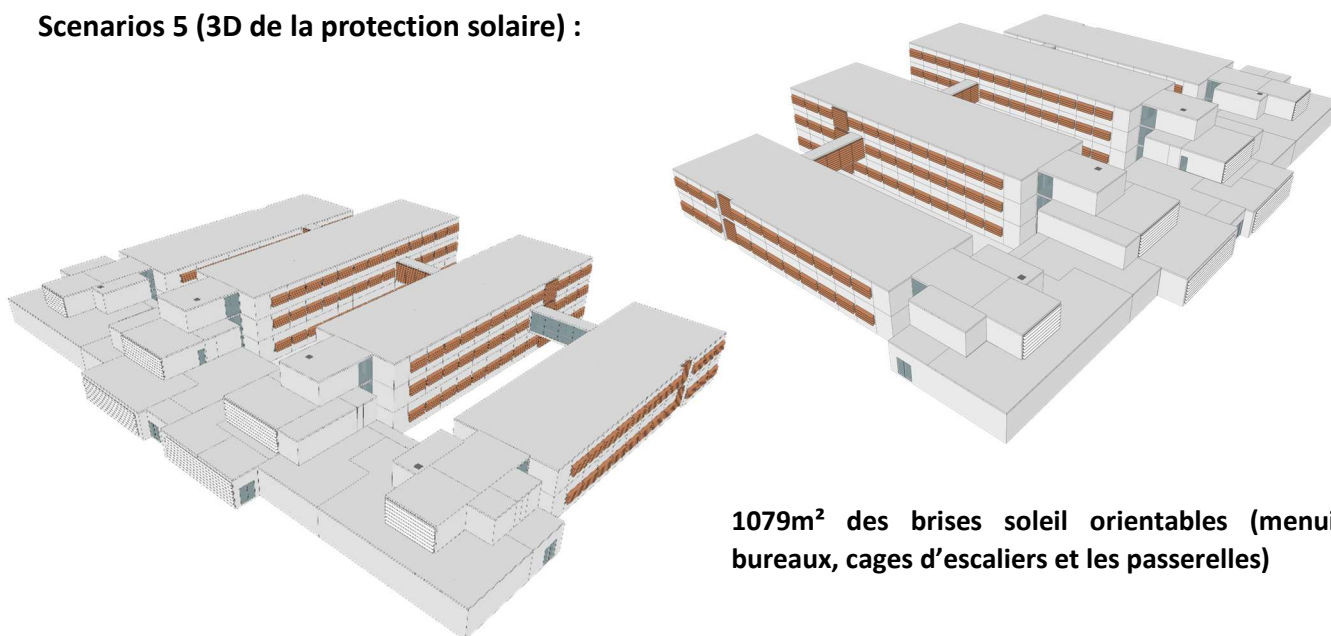 Scenarios 5 (3D de la protection solaire) :
1079m² des brises soleil orientables (menui
bureaux, cages d’escaliers et les passerelles)